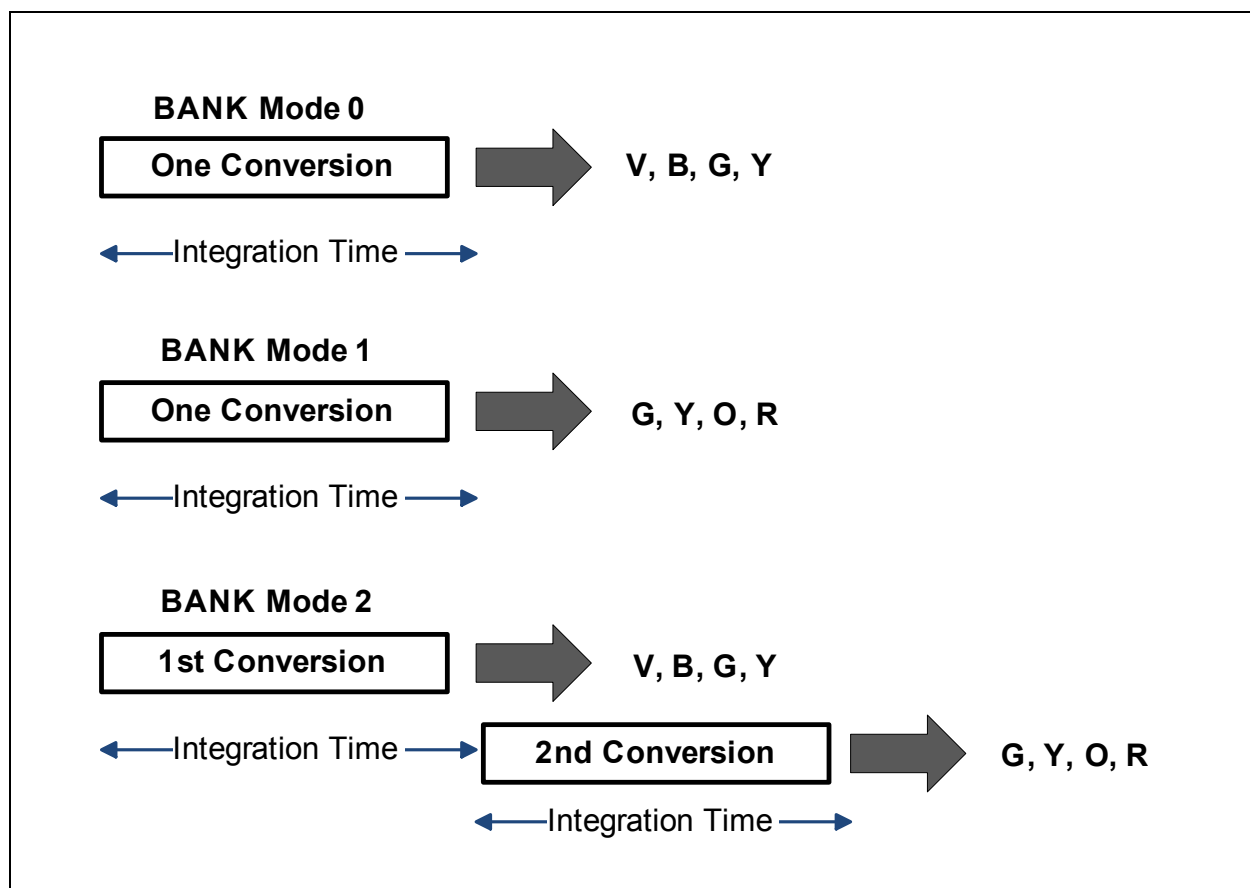 BANK Mode 0
One Conversion
V, B, G, Y
Integration Time
BANK Mode 1
One Conversion
G, Y, O, R
Integration Time
BANK Mode 2
1st Conversion
V, B, G, Y
Integration Time
2nd Conversion
G, Y, O, R
Integration Time